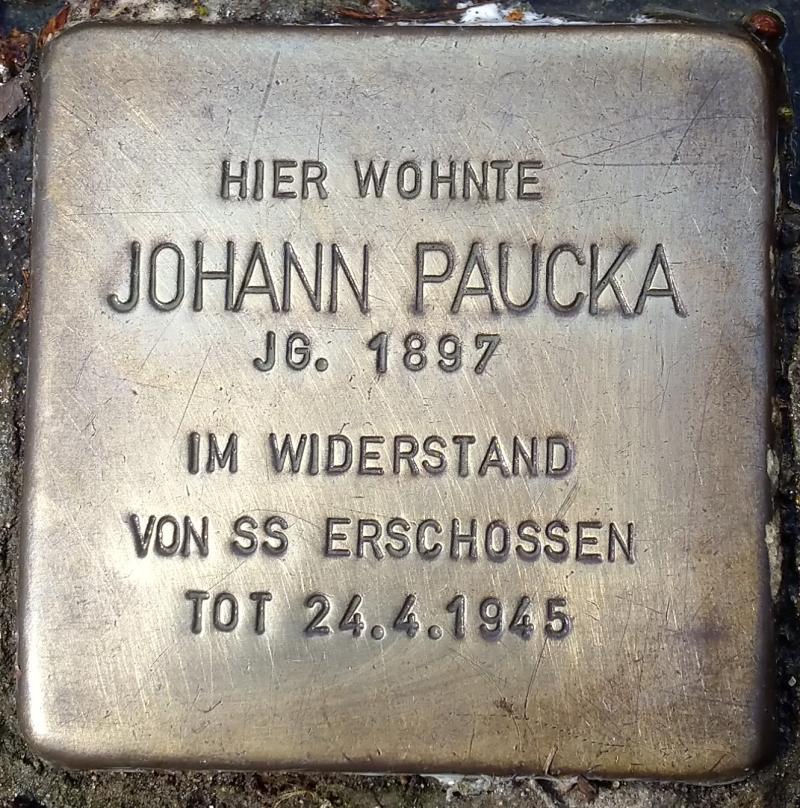 HIER WOHNTE
JOHANN PAUCKA
JG. 1897
IM WIDERSTAND
VON SS ERSCHOSSEN
TOT 24.4.1945